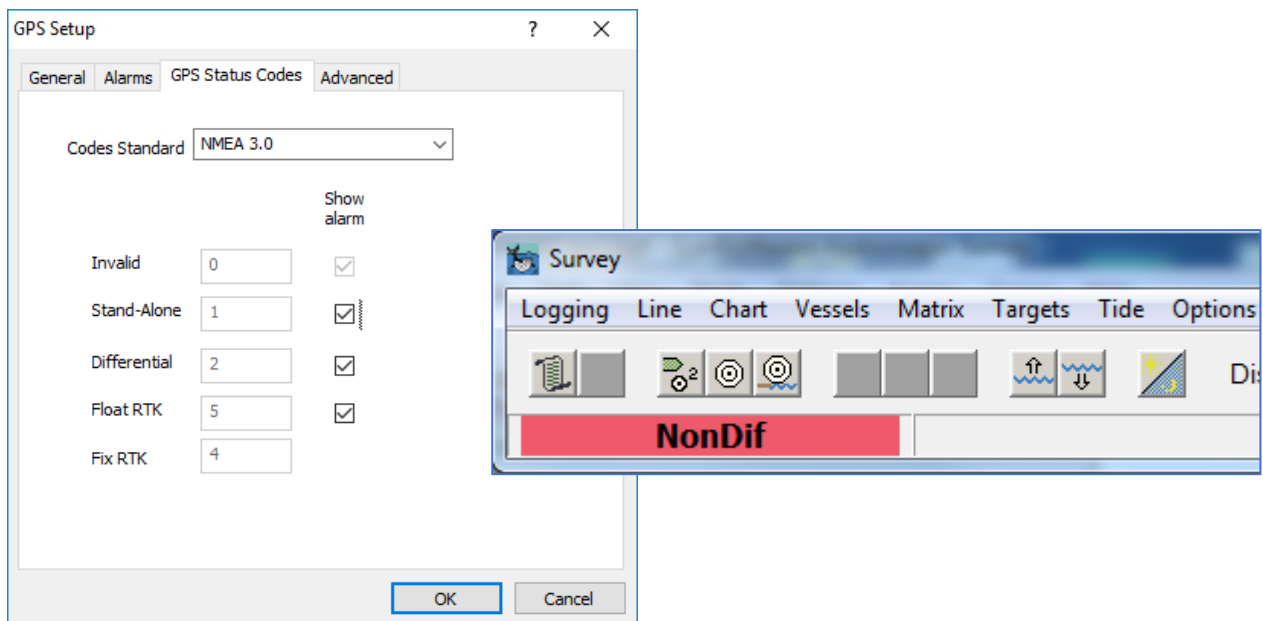 GPS Setup ?
General Alarms GPS Status Codes Advanced
Codes Standard NMEA 3.0
Show
alarm
Invalid 0
Stand-Alone 1
Differential 2
Float RTK 5
Fix RTK 4
OK Cancel
Survey
Logging Line Chart Vessels Matrix Targets Tide Options
2 Di
NonDif